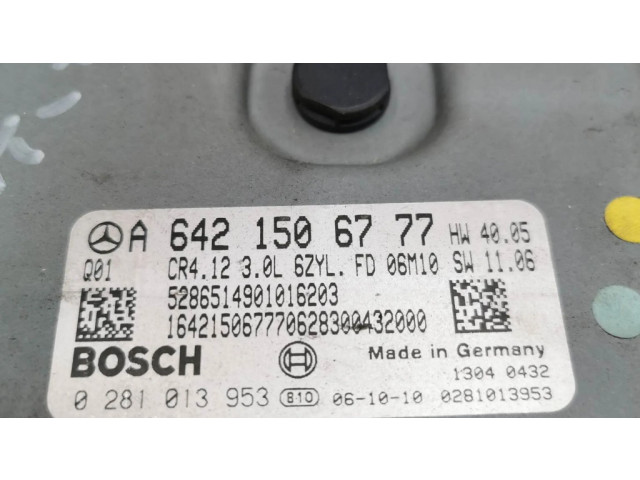 A 642 150 67 77 HW 40.05
Q01 CR4.12 3.0L 6ZYL. FD 06M10 SW 11.06
5286514901016203
164215067770628300432000
BOSCH Made in Germany
1304 0432
0 281 013 953 810 06-10-10 0281013953